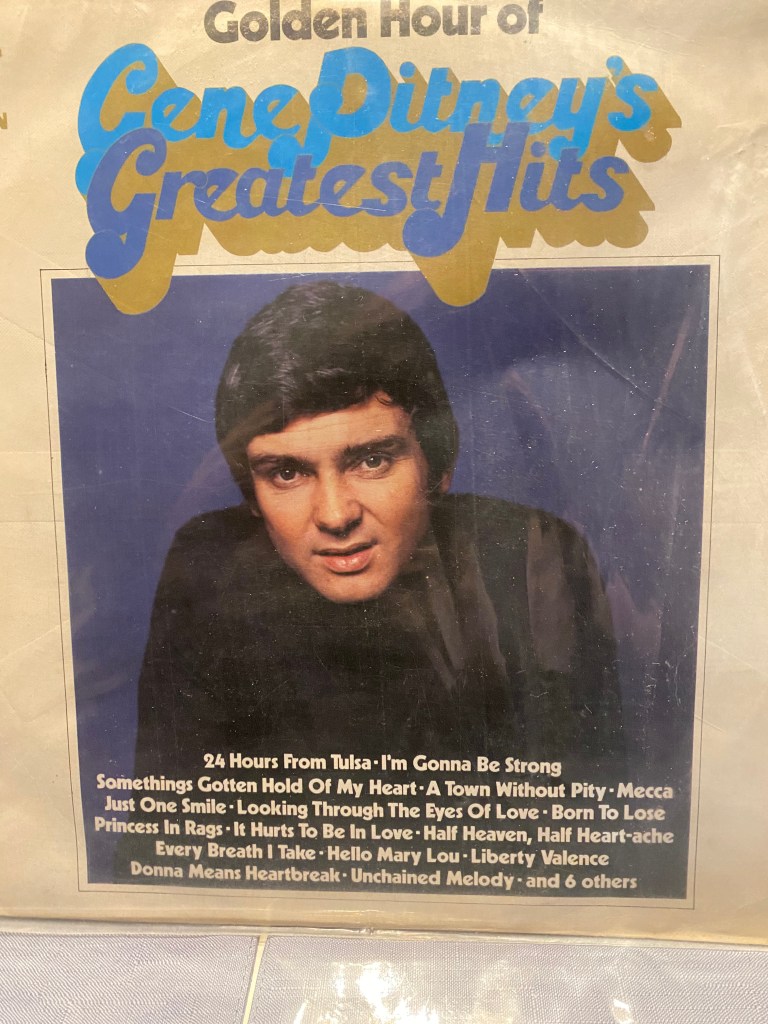 Golden Hour of
Gene Pitney's
Greatest Hits
24 Hours From Tulsa · I'm Gonna Be Strong
Somethings Gotten Hold Of My Heart · A Town Without Pity · Mecca
Just One Smile · Looking Through The Eyes Of Love · Born To Lose
Princess In Rags · It Hurts To Be In Love · Half Heaven, Half Heart-ache
Every Breath I Take · Hello Mary Lou · Liberty Valence
Donna Means Heartbreak · Unchained Melody · and 6 others